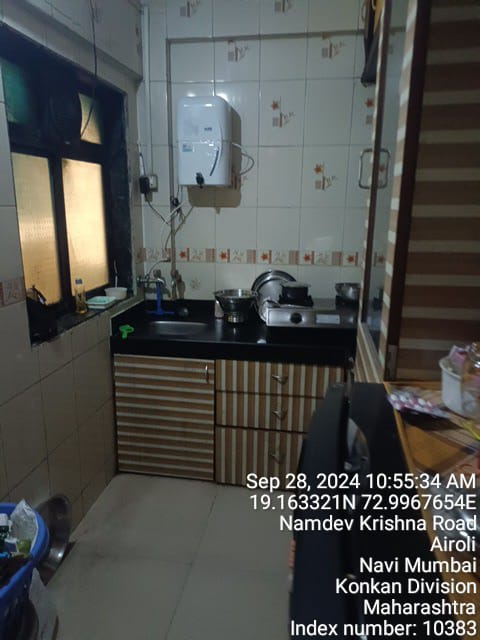 Sep 28, 2024 10:55:34 AM
19.163321N 72.9967654E
Namdev Krishna Road
Airoli
Navi Mumbai
Konkan Division
Maharashtra
Index number: 10383